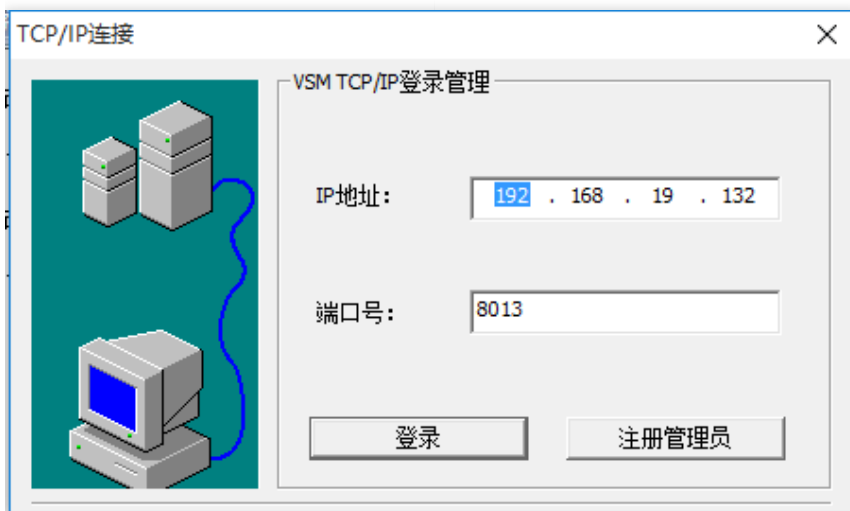 TCP/IP连接
VSM TCP/IP登录管理
IP地址: 192 . 168 . 19 . 132
端口号: 8013
登录 注册管理员